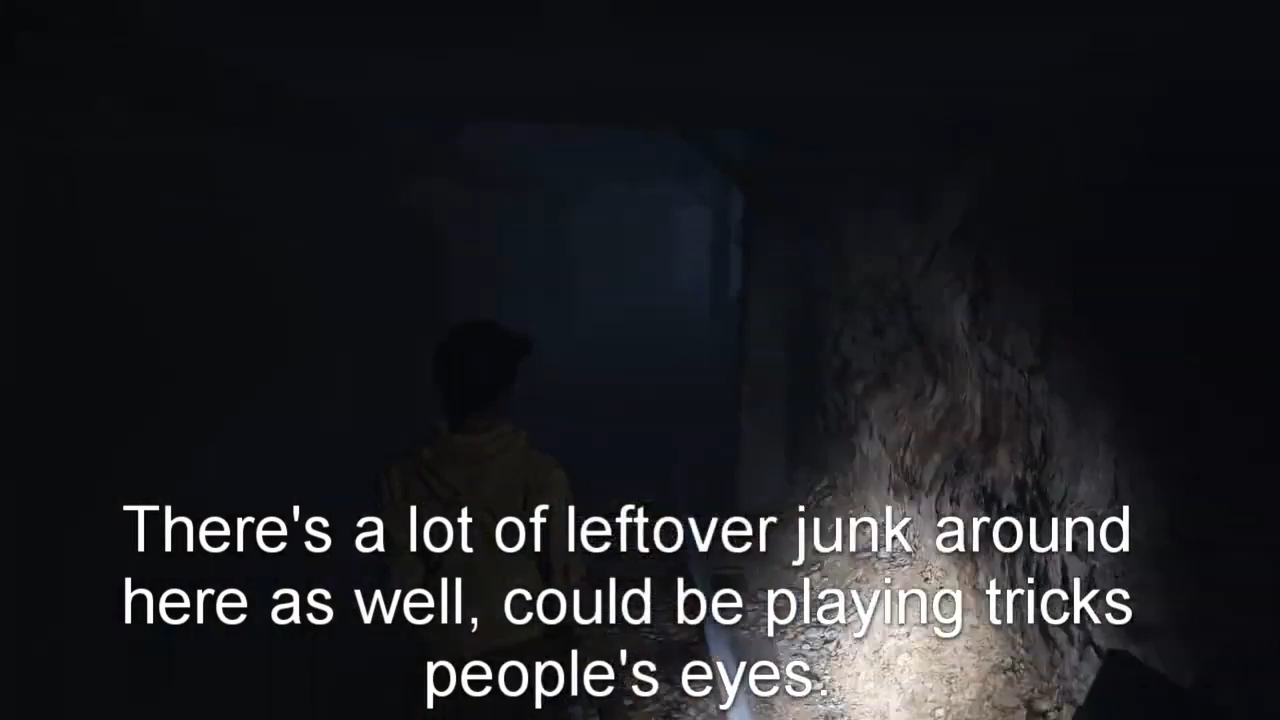 There's a lot of leftover junk around
here as well, could be playing tricks
people's eyes.